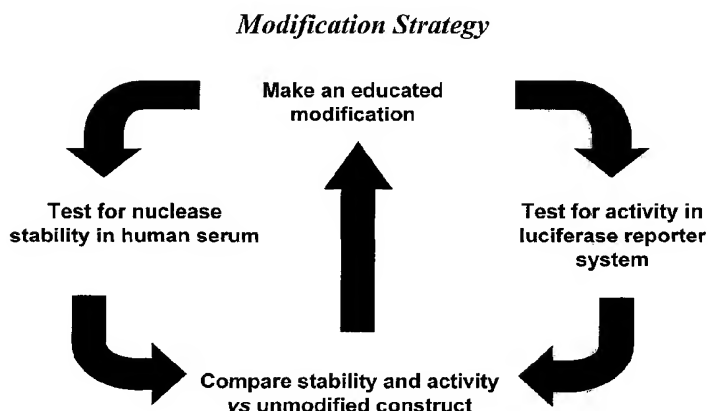 Modification Strategy
Make an educated
modification
Test for nuclease
stability in human serum
Test for activity in
luciferase reporter
system
Compare stability and activity
vs unmodified construct